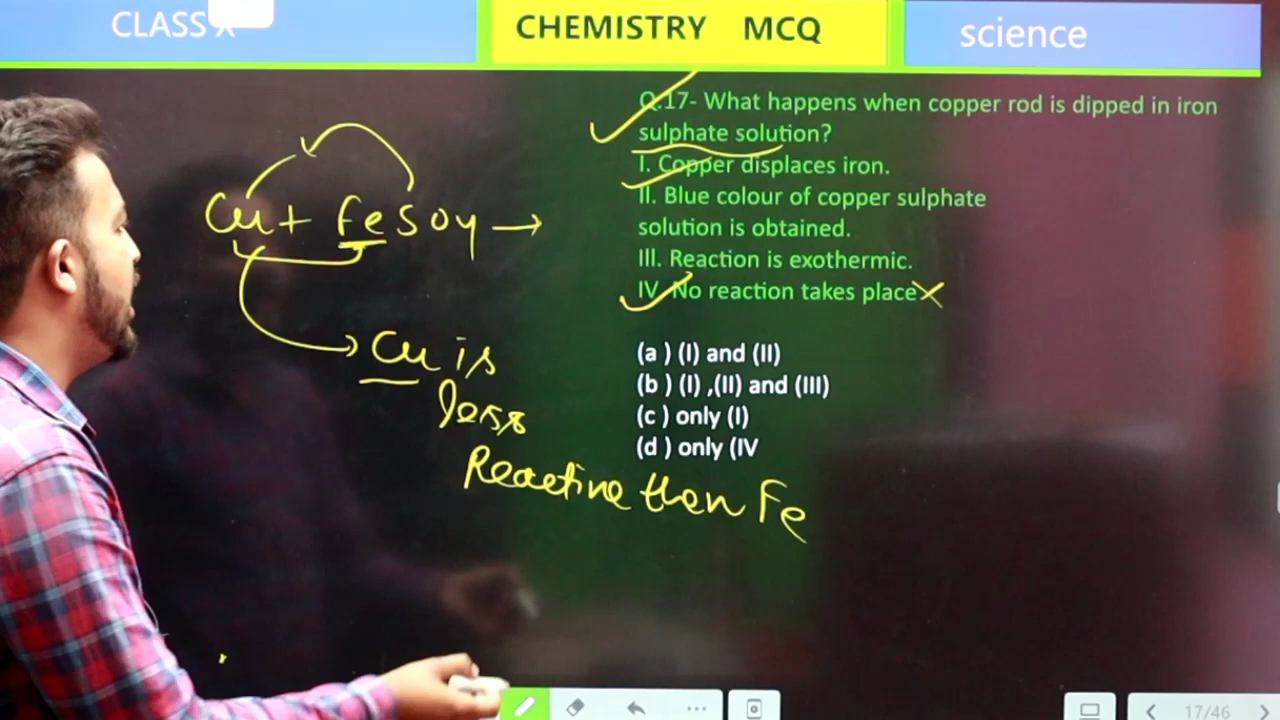 CLASS X
CHEMISTRY MCQ
science
Q.17- What happens when copper rod is dipped in iron
sulphate solution?
I. Copper displaces iron.
II. Blue colour of copper sulphate
solution is obtained.
III. Reaction is exothermic.
IV. No reaction takes place
(a ) (I) and (II)
(b ) (I) ,(II) and (III)
(c ) only (I)
(d ) only (IV
Cu + FeSO4 →
Cu is
less
Reactive then Fe
17/46